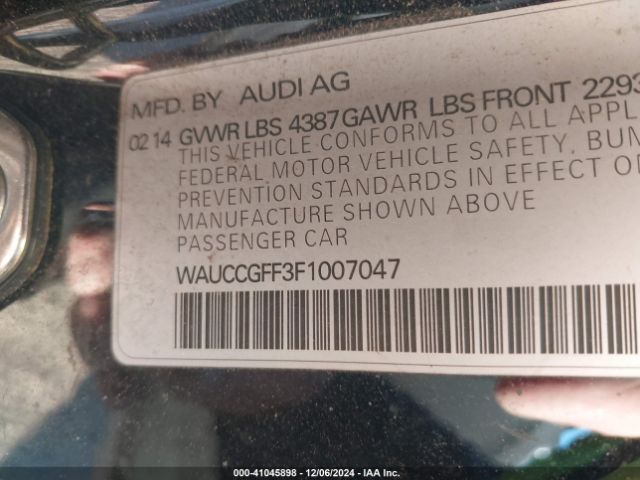 MFD. BY AUDI AG
02 14 GVWR LBS 4387 GAWR LBS FRONT 2293
THIS VEHICLE CONFORMS TO ALL APPL
FEDERAL MOTOR VEHICLE SAFETY, BUM
PREVENTION STANDARDS IN EFFECT O
MANUFACTURE SHOWN ABOVE
PASSENGER CAR
WAUCCGFF3F1007047
000-41045898 - 12/06/2024 - IAA Inc.